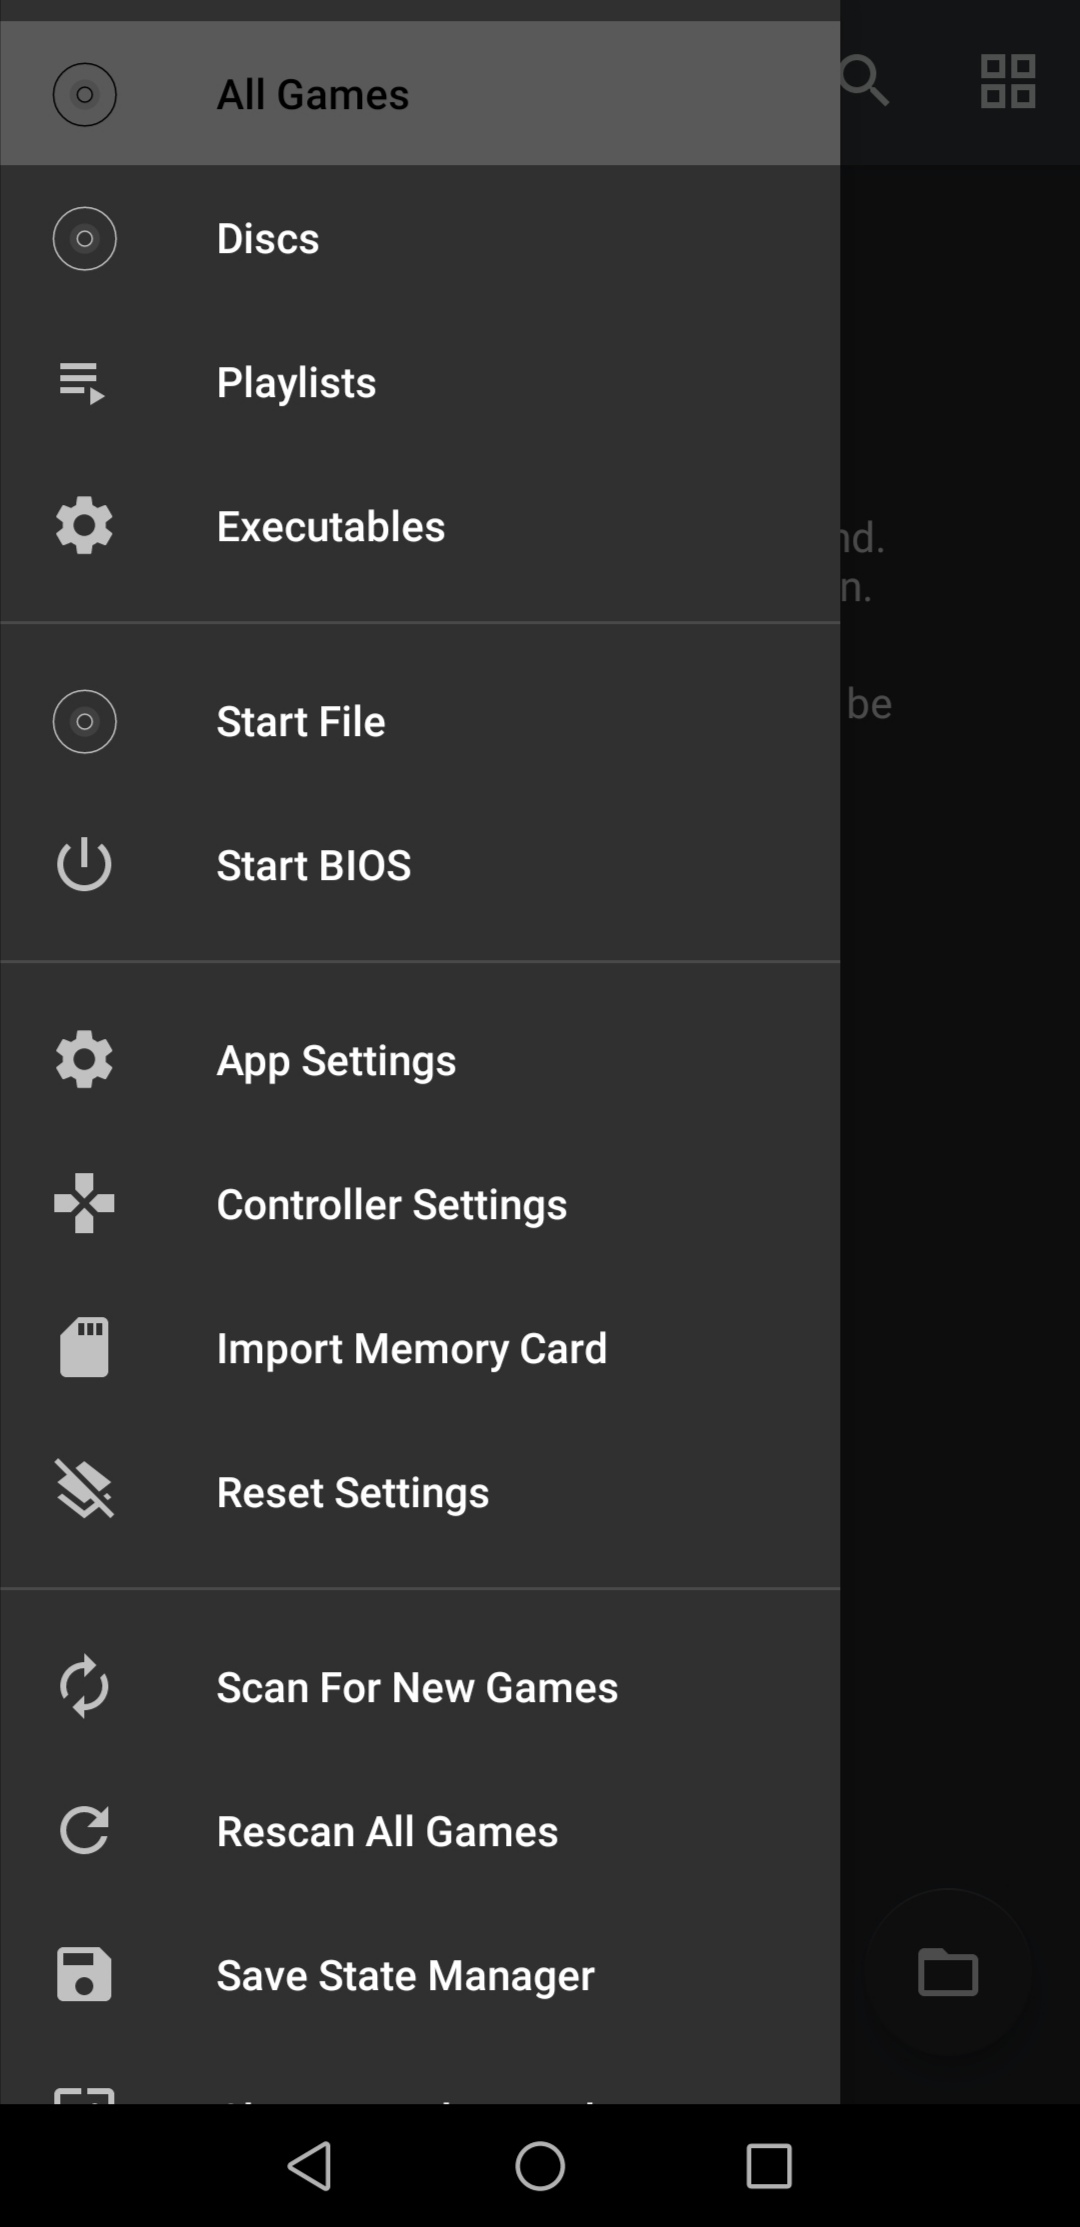 All Games
Discs
Playlists
Executables
nd.
n.
be
Start File
Start BIOS
App Settings
Controller Settings
Import Memory Card
Reset Settings
Scan For New Games
Rescan All Games
Save State Manager